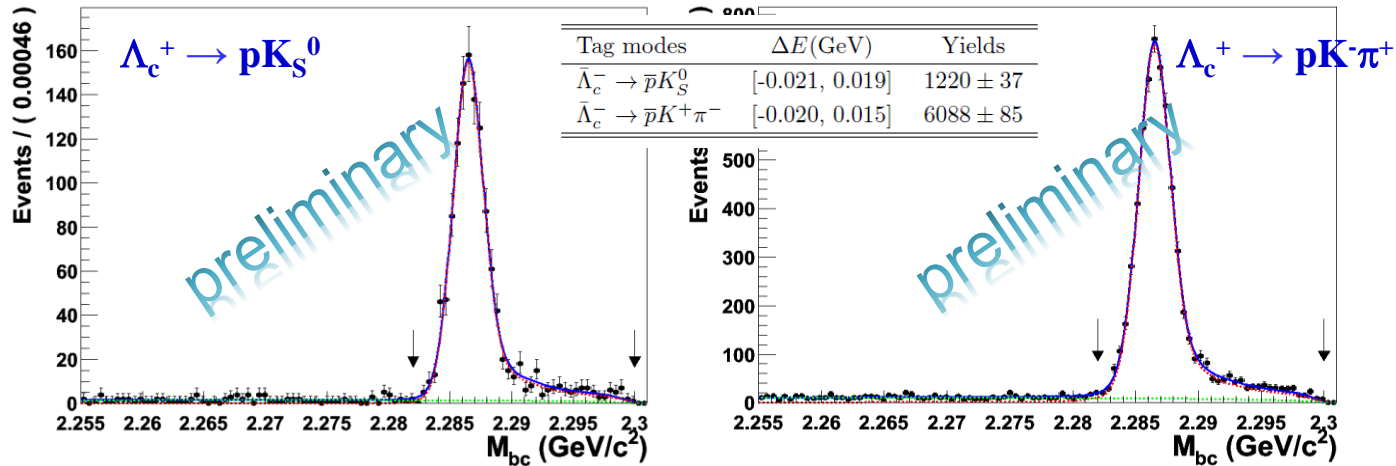 Λc⁺ → pKS⁰
Events / ( 0.00046 )
160
140
120
100
80
60
40
20
0
preliminary
2.255 2.26 2.265 2.27 2.275 2.28 2.285 2.29 2.295 2.3
Mbc (GeV/c²)
Tag modes ΔE(GeV) Yields
Λ̄c⁻ → p̄KS⁰ [-0.021, 0.019] 1220 ± 37
Λ̄c⁻ → p̄K⁺π⁻ [-0.020, 0.015] 6088 ± 85
Λc⁺ → pK⁻π⁺
)
800
500
400
300
200
100
0
preliminary
2.255 2.26 2.265 2.27 2.275 2.28 2.285 2.29 2.295 2.3
Mbc (GeV/c²)